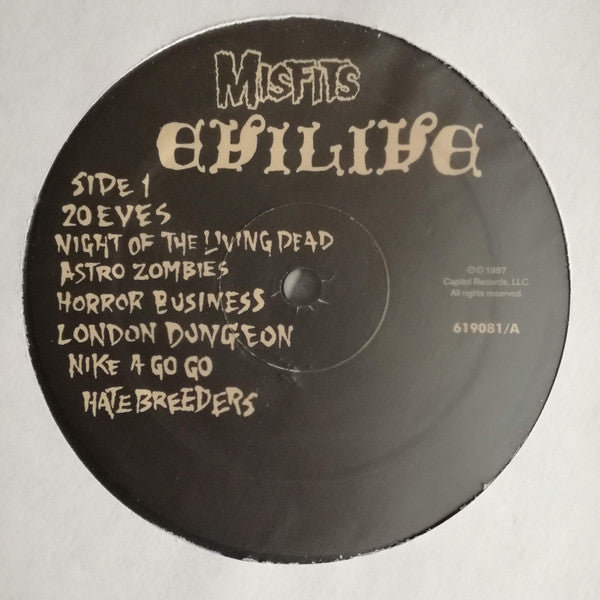 MISFITS
EVILIVE
SIDE 1
20 EVES
NIGHT OF THE LIVING DEAD
ASTRO ZOMBIES
HORROR BUSINESS
LONDON DUNGEON
NIKE A GO GO
HATEBREEDERS
℗© 1987
Capitol Records, LLC.
All rights reserved.
619081/A